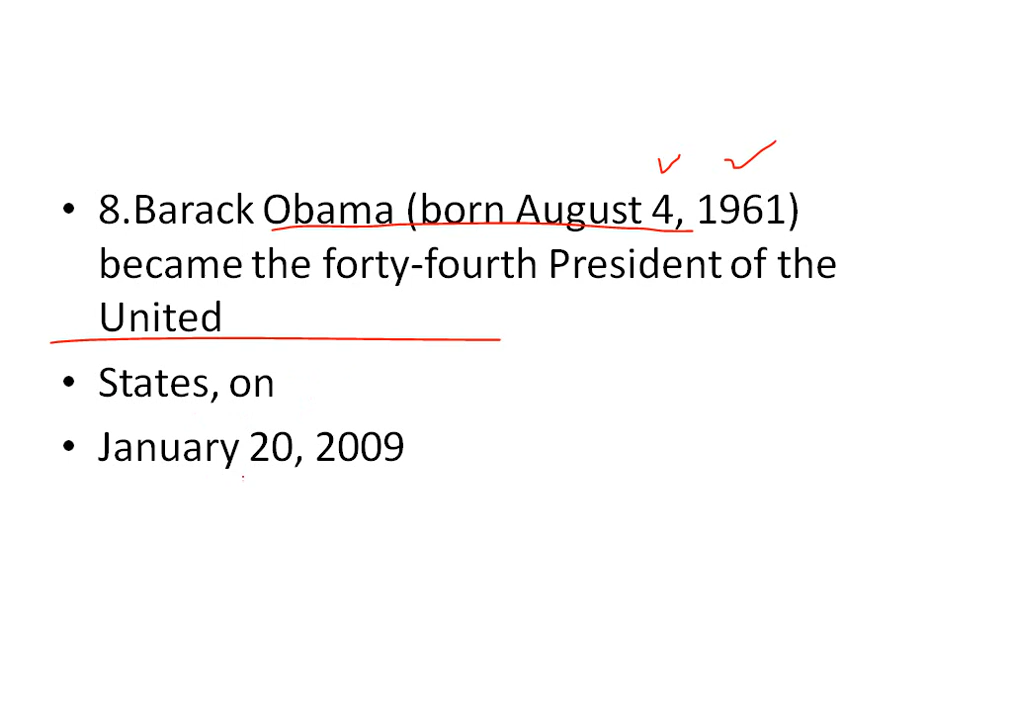 • 8.Barack Obama (born August 4, 1961)
became the forty-fourth President of the
United
• States, on
• January 20, 2009